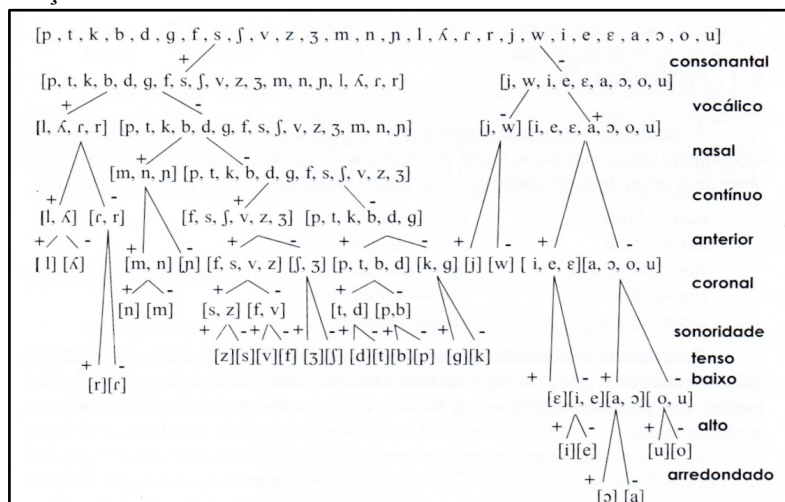 [p , t , k , b , d , ɡ , f , s , ʃ , v , z , ʒ , m , n , ɲ , l , ʎ , ɾ , r , j , w , i , e , ɛ , a , ɔ , o , u]
+ - consonantal
[p, t, k, b, d, ɡ, f, s, ʃ, v, z, ʒ, m, n, ɲ, l, ʎ, ɾ, r] [j, w, i, e, ɛ, a, ɔ, o, u]
+ - - + vocálico
[l, ʎ, ɾ, r] [p, t, k, b, d, ɡ, f, s, ʃ, v, z, ʒ, m, n, ɲ] [j, w] [i, e, ɛ, a, ɔ, o, u]
+ - nasal
[m, n, ɲ] [p, t, k, b, d, ɡ, f, s, ʃ, v, z, ʒ]
+ - + - contínuo
[l, ʎ] [ɾ, r] [f, s, ʃ, v, z, ʒ] [p, t, k, b, d, ɡ]
+ - + - + - + - - + + - anterior
[ l] [ʎ] [m, n] [ɲ] [f, s, v, z] [ʃ, ʒ] [p, t, b, d] [k, ɡ] [j] [w] [ i, e, ɛ][a, ɔ, o, u]
+ - + - + - coronal
[n] [m] [s, z] [f, v] [t, d] [p,b]
+ - + - + - + - + - + - sonoridade
[z][s][v][f] [ʒ][ʃ] [d][t][b][p] [ɡ][k]
tenso
+ - + - + - baixo
[r][ɾ] [ɛ][i, e][a, ɔ][ o, u]
+ - + - alto
[i][e] [u][o]
+ - arredondado
[ɔ] [a]